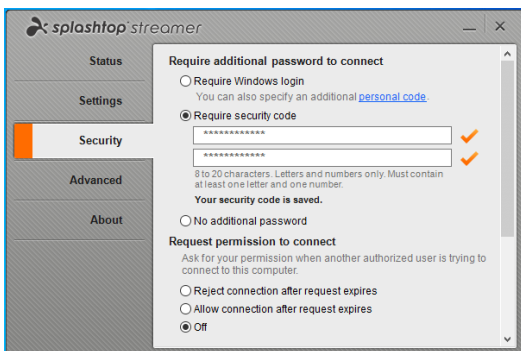 splashtop streamer
Status
Settings
Security
Advanced
About
Require additional password to connect
Require Windows login
You can also specify an additional personal code.
Require security code
************
************
8 to 20 characters. Letters and numbers only. Must contain
at least one letter and one number.
Your security code is saved.
No additional password
Request permission to connect
Ask for your permission when another authorized user is trying to
connect to this computer.
Reject connection after request expires
Allow connection after request expires
Off